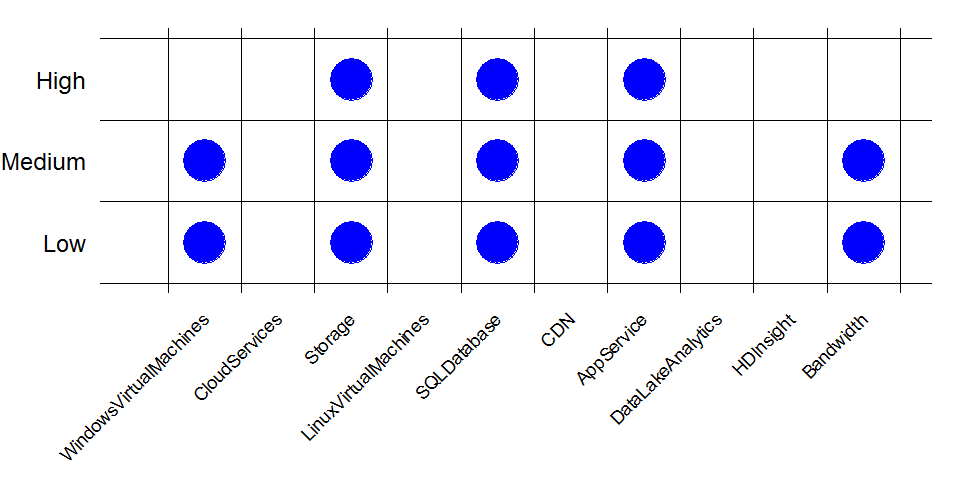 High
Medium
Low
WindowsVirtualMachines
CloudServices
Storage
LinuxVirtualMachines
SQLDatabase
CDN
AppService
DataLakeAnalytics
HDInsight
Bandwidth